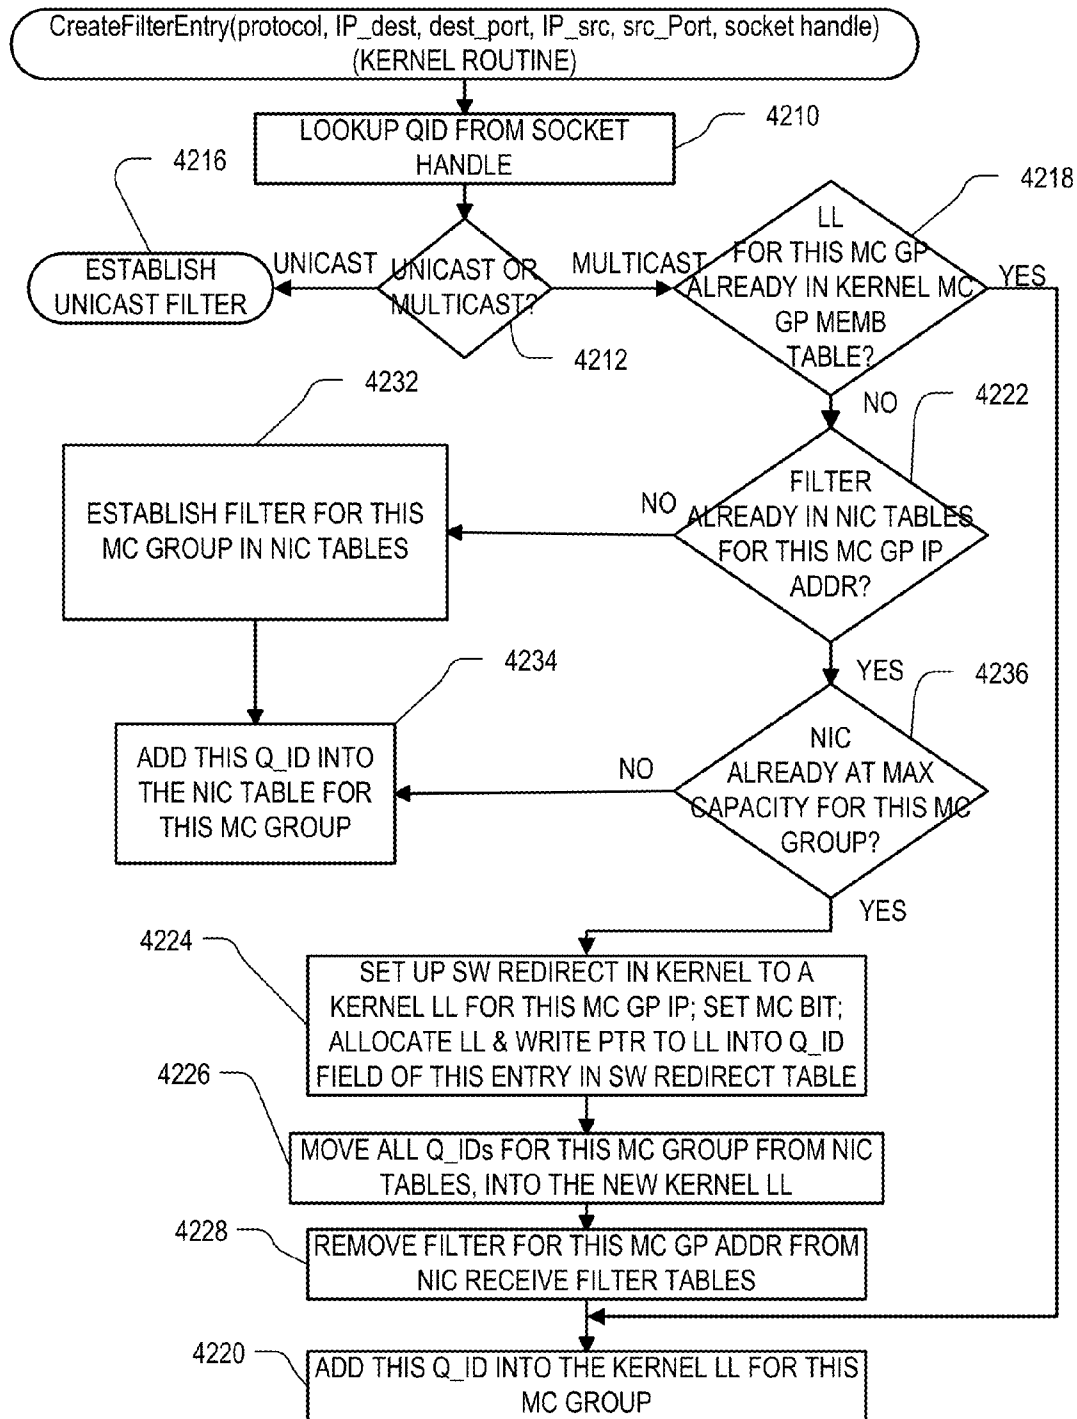 CreateFilterEntry(protocol, IP_dest, dest_port, IP_src, src_Port, socket handle)
(KERNEL ROUTINE)
4210
LOOKUP QID FROM SOCKET
HANDLE
4216
4218
ESTABLISH
UNICAST FILTER
UNICAST
UNICAST OR
MULTICAST?
MULTICAST
4212
LL
FOR THIS MC GP
ALREADY IN KERNEL MC
GP MEMB
TABLE?
YES
NO
4232
4222
ESTABLISH FILTER FOR THIS
MC GROUP IN NIC TABLES
NO
FILTER
ALREADY IN NIC TABLES
FOR THIS MC GP IP
ADDR?
YES
4234
4236
ADD THIS Q_ID INTO
THE NIC TABLE FOR
THIS MC GROUP
NO
NIC
ALREADY AT MAX
CAPACITY FOR THIS MC
GROUP?
YES
4224
SET UP SW REDIRECT IN KERNEL TO A
KERNEL LL FOR THIS MC GP IP; SET MC BIT;
ALLOCATE LL & WRITE PTR TO LL INTO Q_ID
FIELD OF THIS ENTRY IN SW REDIRECT TABLE
4226
MOVE ALL Q_IDs FOR THIS MC GROUP FROM NIC
TABLES, INTO THE NEW KERNEL LL
4228
REMOVE FILTER FOR THIS MC GP ADDR FROM
NIC RECEIVE FILTER TABLES
4220
ADD THIS Q_ID INTO THE KERNEL LL FOR THIS
MC GROUP